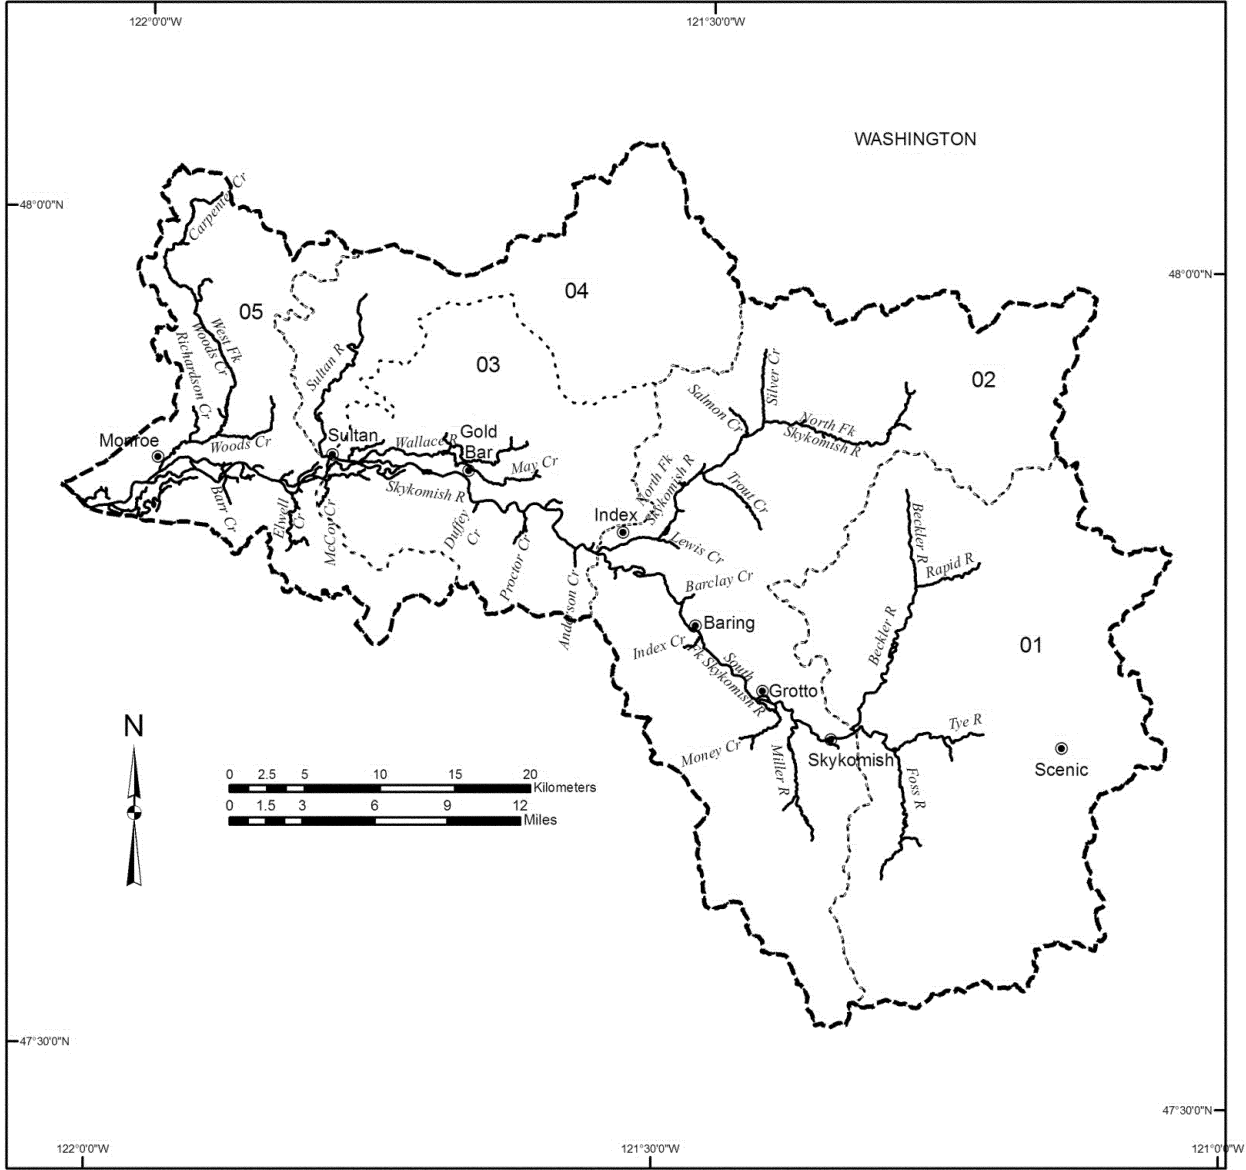 122°0'0"W
121°30'0"W
WASHINGTON
48°0'0"N
48°0'0"N
Carpenter Cr
04
05
03
02
West Fk
Woods Cr
Richardson Cr
Sultan R
Silver Cr
Salmon Cr
North Fk
Skykomish R
Monroe
Woods Cr
Sultan
Wallace R
Gold
Bar
May Cr
Skykomish R
North Fk
Skykomish R
Trout Cr
Barr Cr
Elwell
Cr
McCoy Cr
Duffey
Cr
Proctor Cr
Anderson Cr
Index
Lewis Cr
Barclay Cr
Beckler R
Rapid R
Beckler R
Baring
Index Cr
South
Fk Skykomish R
01
Grotto
Money Cr
Miller R
Skykomish
Tye R
Foss R
Scenic
N
0 2.5 5 10 15 20
Kilometers
0 1.5 3 6 9 12
Miles
47°30'0"N
47°30'0"N
122°0'0"W
121°30'0"W
121°0'0"W